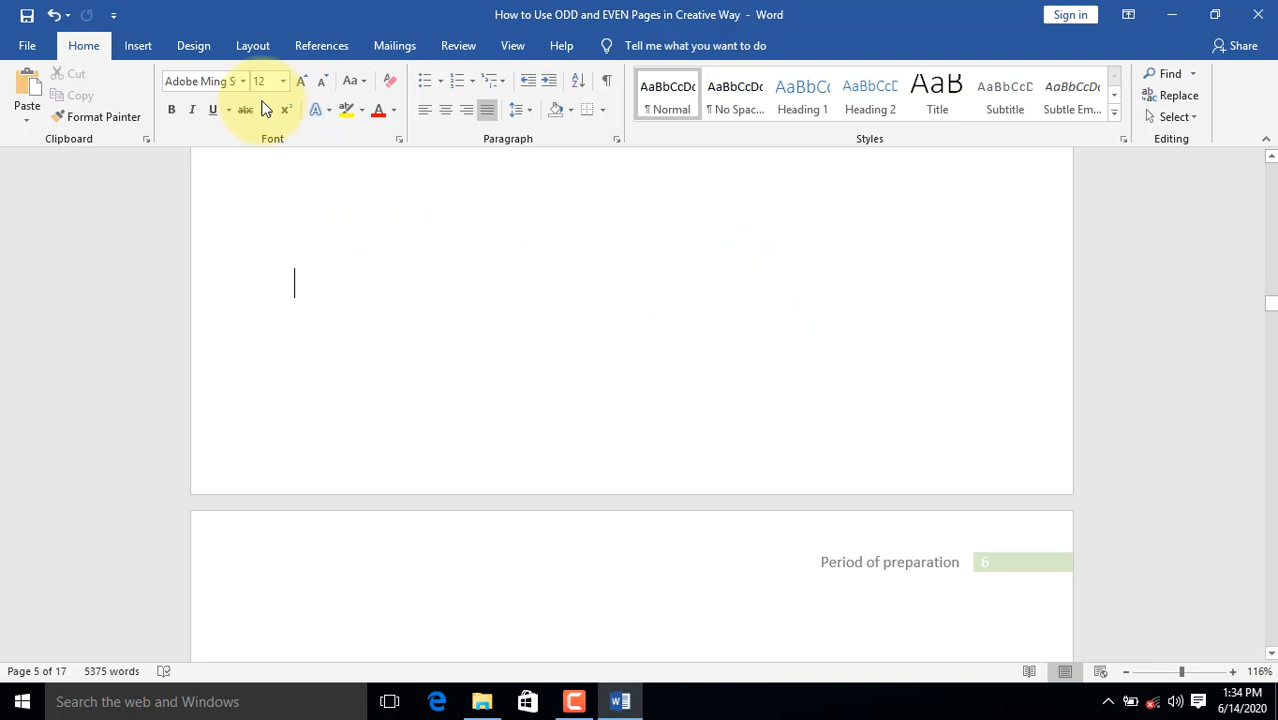 How to Use ODD and EVEN Pages in Creative Way - Word
Sign in
File Home Insert Design Layout References Mailings Review View Help Tell me what you want to do Share
Paste
Cut
Copy
Format Painter
Clipboard
Adobe Ming S 12 Aa
B I U abc x² A A
Font
Paragraph
AaBbCcDc AaBbCcDc AaBbCc AaBbCcD AaB AaBbCcD AaBbCcDc
¶ Normal ¶ No Spac... Heading 1 Heading 2 Title Subtitle Subtle Em...
Styles
Find
Replace
Select
Editing
Period of preparation 6
Page 5 of 17 5375 words 116%
Search the web and Windows
1:34 PM
6/14/2020